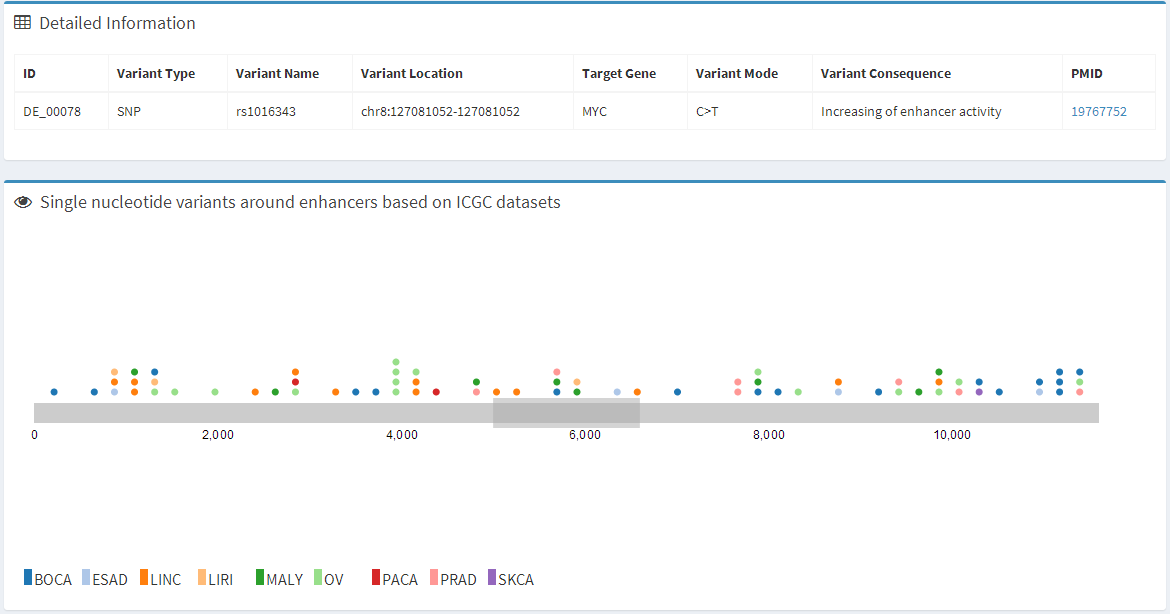 Detailed Information
ID Variant Type Variant Name Variant Location Target Gene Variant Mode Variant Consequence PMID
DE_00078 SNP rs1016343 chr8:127081052-127081052 MYC C>T Increasing of enhancer activity 19767752
Single nucleotide variants around enhancers based on ICGC datasets
0 2,000 4,000 6,000 8,000 10,000
BOCA ESAD LINC LIRI MALY OV PACA PRAD SKCA